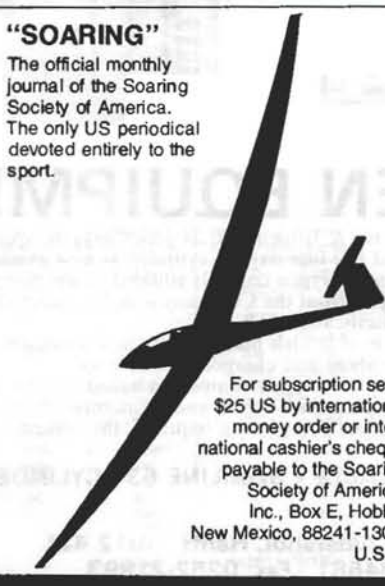 "SOARING"
The official monthly
journal of the Soaring
Society of America.
The only US periodical
devoted entirely to the
sport.
For subscription se
$25 US by internation
money order or inte
national cashier's cheq
payable to the Soari
Society of Americ
Inc., Box E, Hobb
New Mexico, 88241-130
U.S.